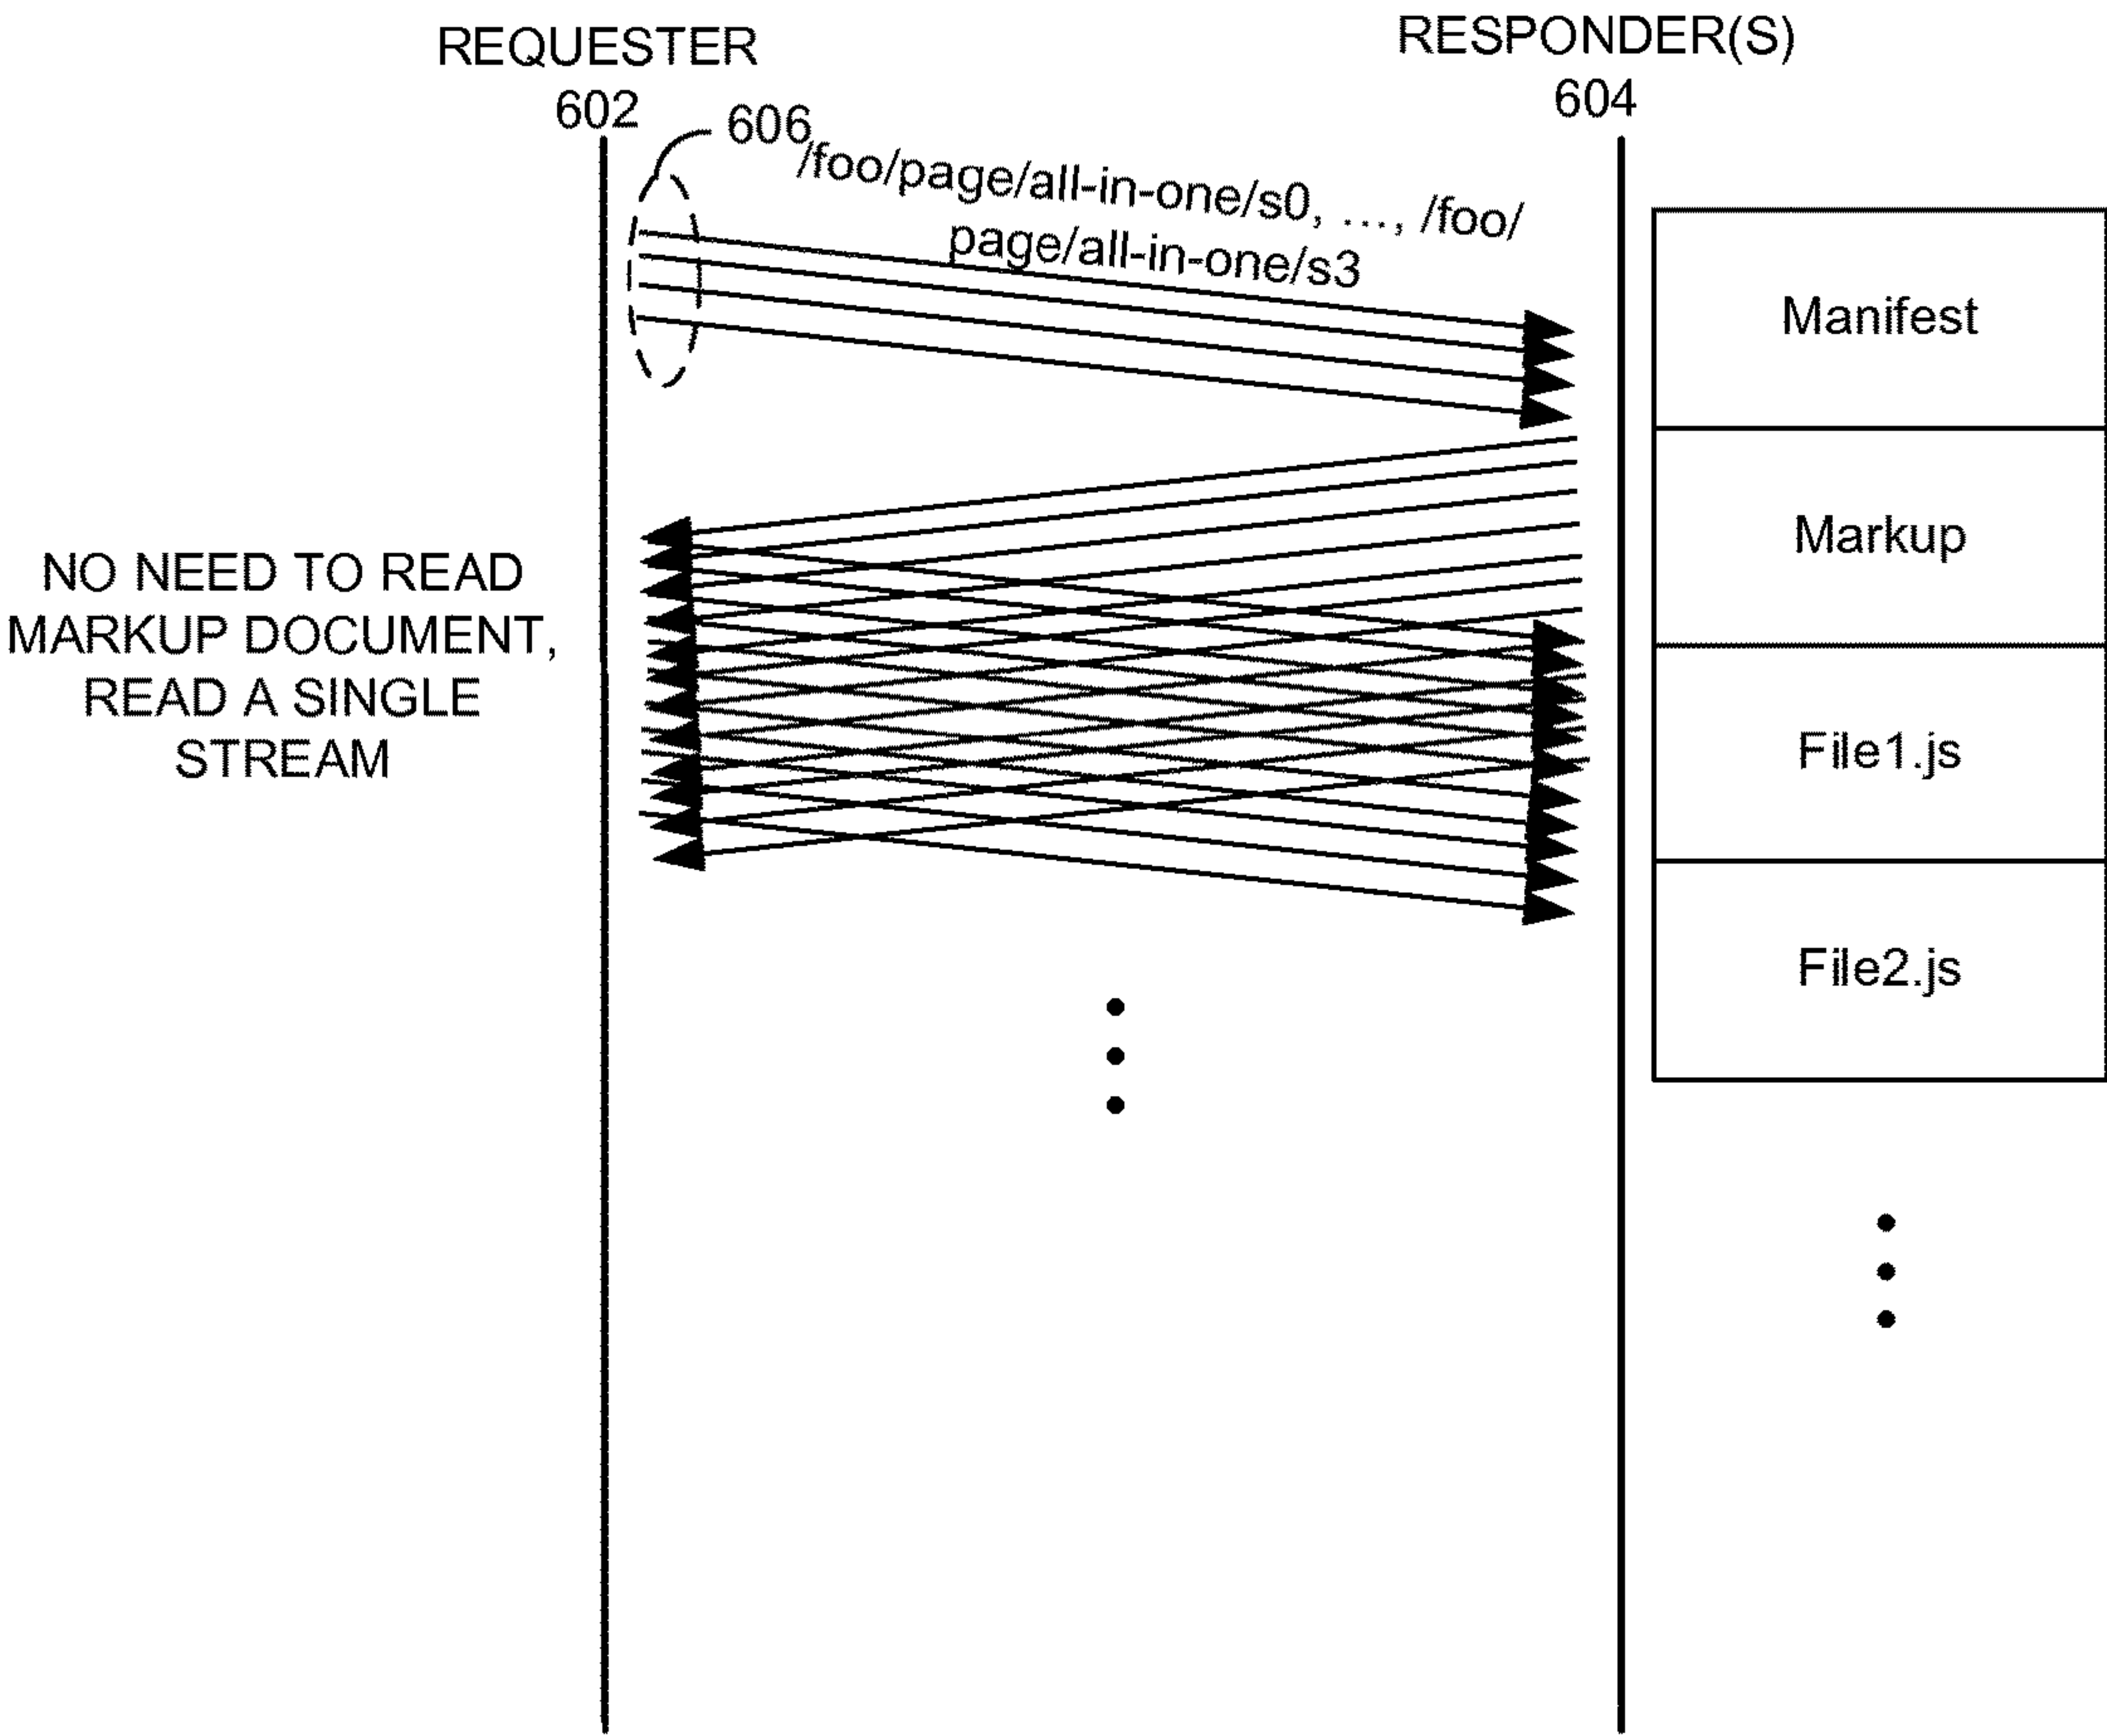 REQUESTER
602
RESPONDER(S)
604
606
/foo/page/all-in-one/s0, ..., /foo/
page/all-in-one/s3
NO NEED TO READ
MARKUP DOCUMENT,
READ A SINGLE
STREAM
Manifest
Markup
File1.js
File2.js